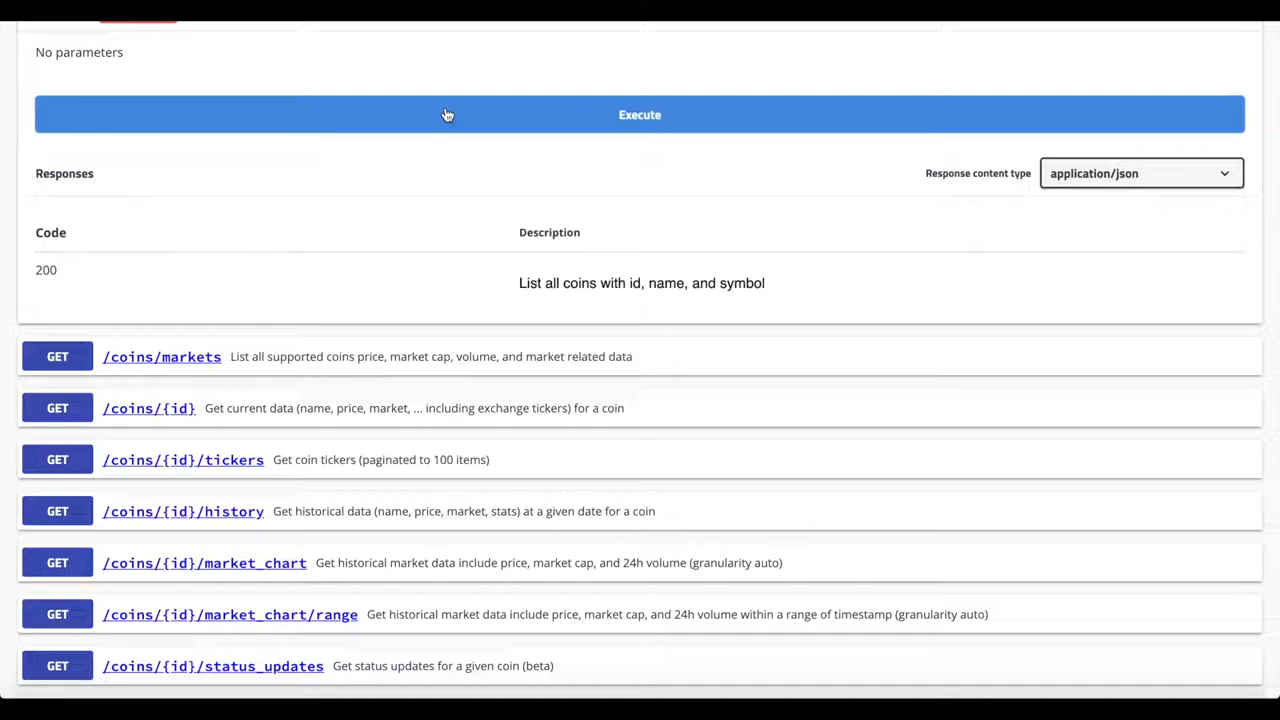 No parameters
Execute
Responses
Response content type
application/json
Code
Description
200
List all coins with id, name, and symbol
GET /coins/markets List all supported coins price, market cap, volume, and market related data
GET /coins/{id} Get current data (name, price, market, ... including exchange tickers) for a coin
GET /coins/{id}/tickers Get coin tickers (paginated to 100 items)
GET /coins/{id}/history Get historical data (name, price, market, stats) at a given date for a coin
GET /coins/{id}/market_chart Get historical market data include price, market cap, and 24h volume (granularity auto)
GET /coins/{id}/market_chart/range Get historical market data include price, market cap, and 24h volume within a range of timestamp (granularity auto)
GET /coins/{id}/status_updates Get status updates for a given coin (beta)